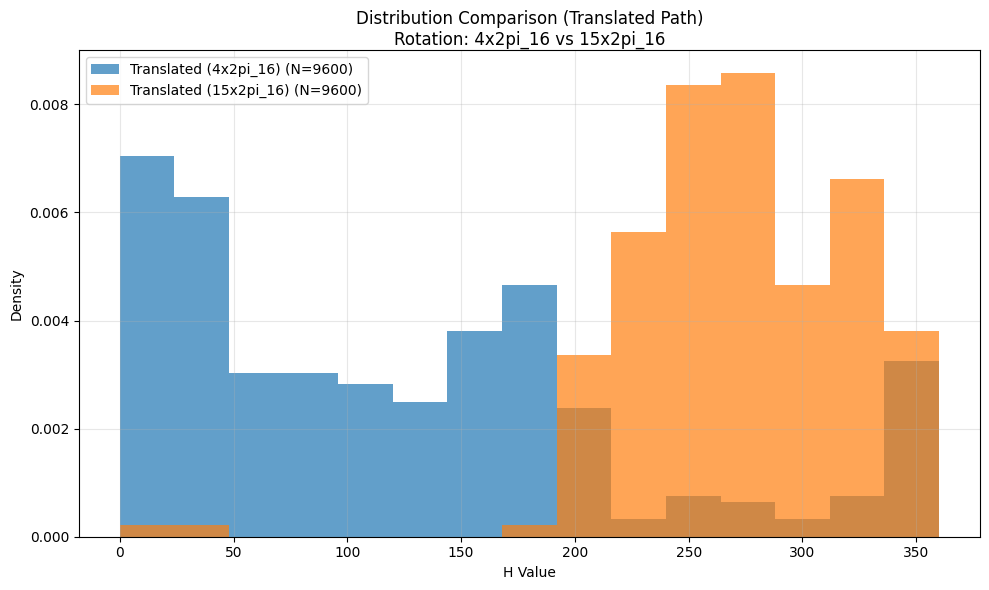 Distribution Comparison (Translated Path)
Rotation: 4x2pi_16 vs 15x2pi_16
Translated (4x2pi_16) (N=9600)
Translated (15x2pi_16) (N=9600)
Density
0.008
0.006
0.004
0.002
0.000
0 50 100 150 200 250 300 350
H Value